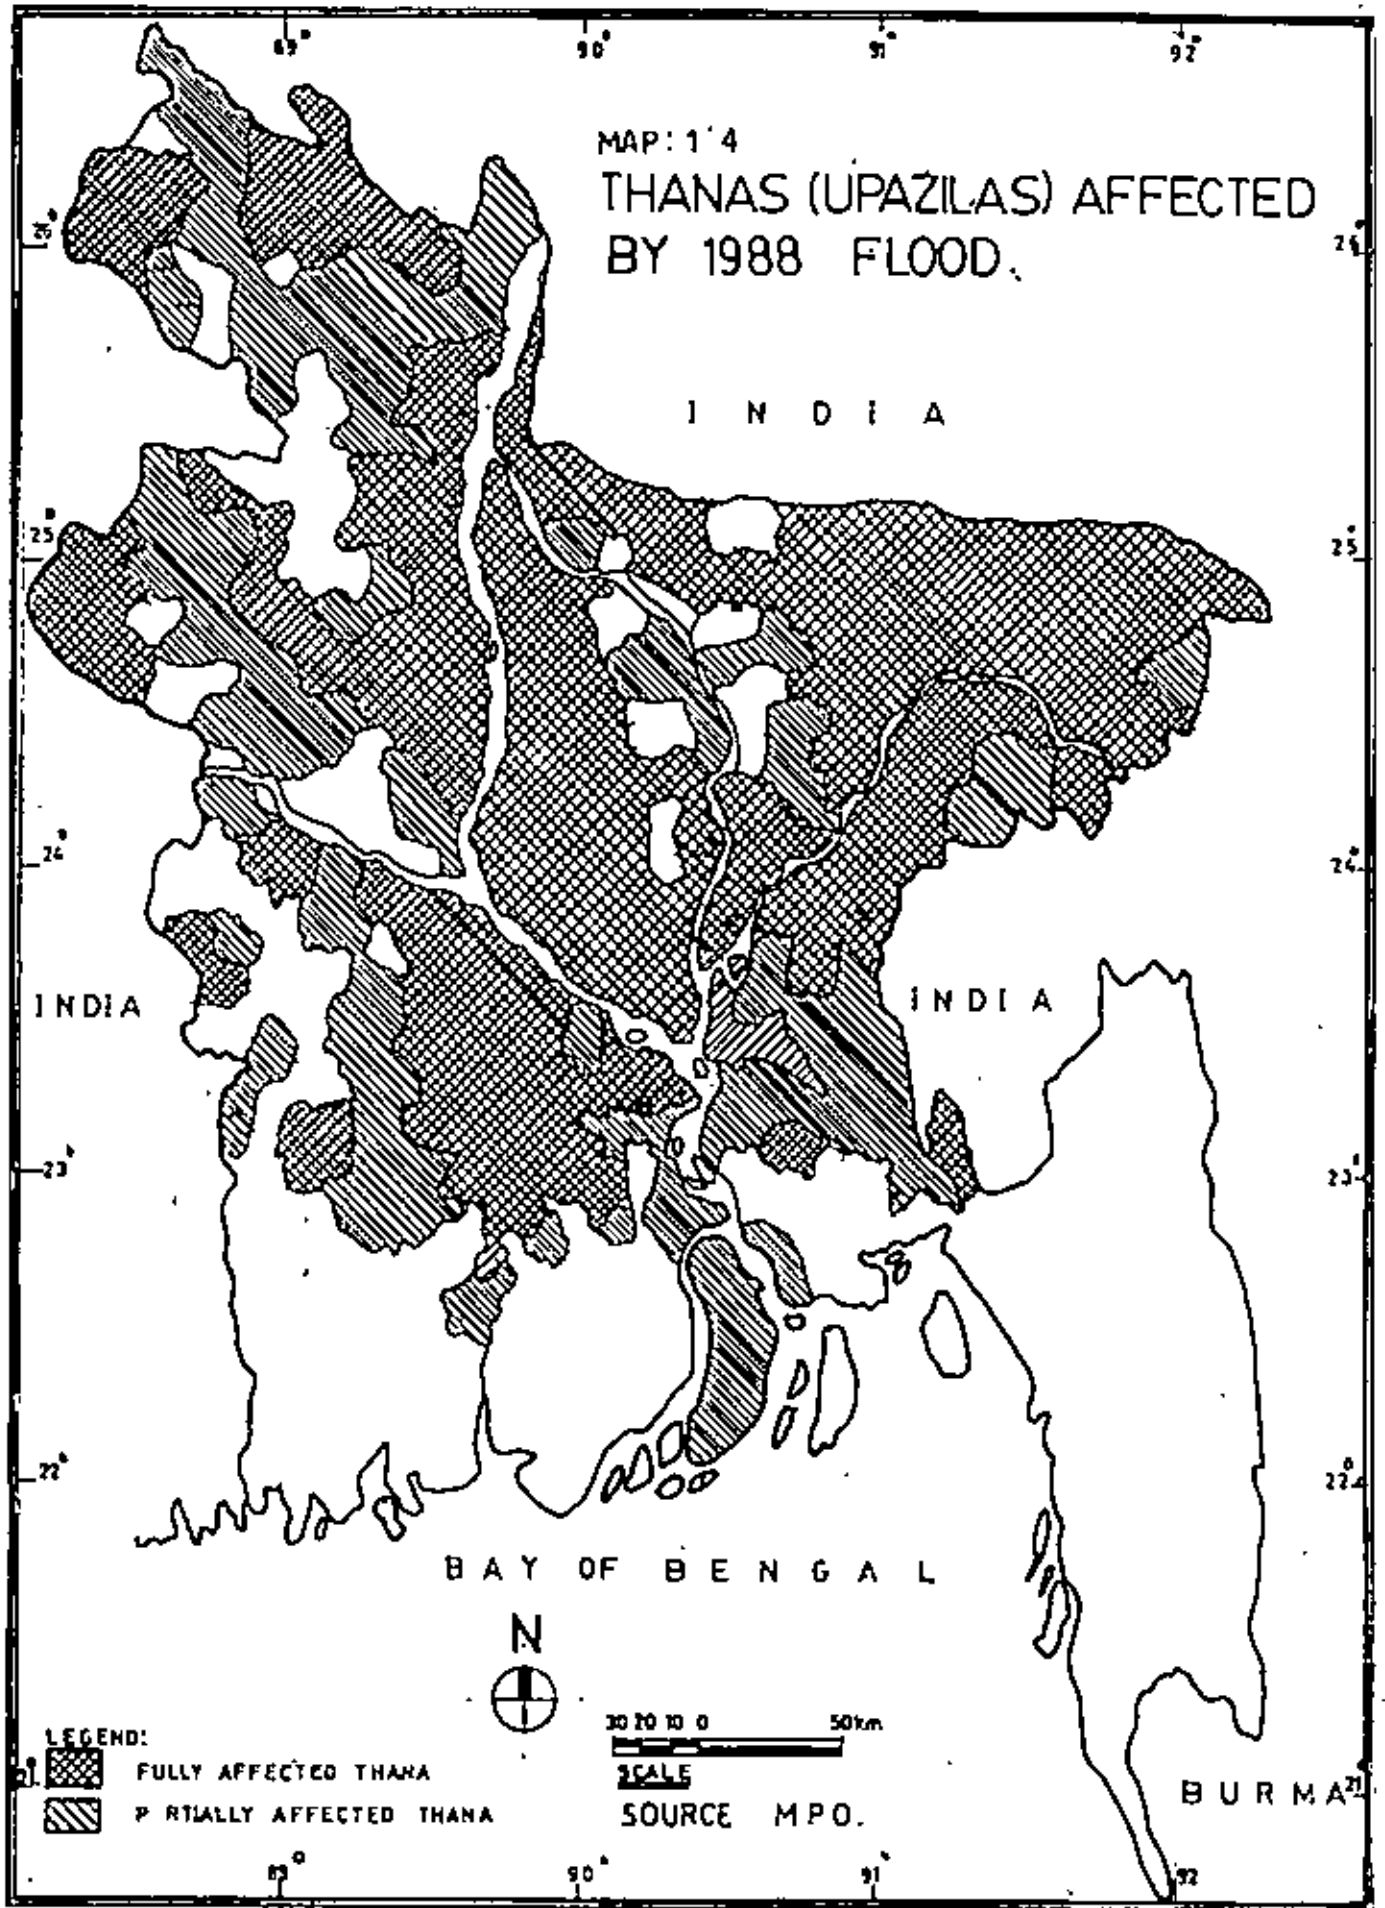 89° 90° 91° 92°
MAP: 1'4
THANAS (UPAZILAS) AFFECTED
BY 1988 FLOOD.
26° 26°
I N D I A
25° 25°
24° 24°
INDIA
INDIA
23° 23°
22° 22°
BAY OF BENGAL
N
30 20 10 0 50km
LEGEND:
SCALE
FULLY AFFECTED THANA
P RTIALLY AFFECTED THANA
SOURCE MPO.
BURMA
21°
89° 90° 91° 92